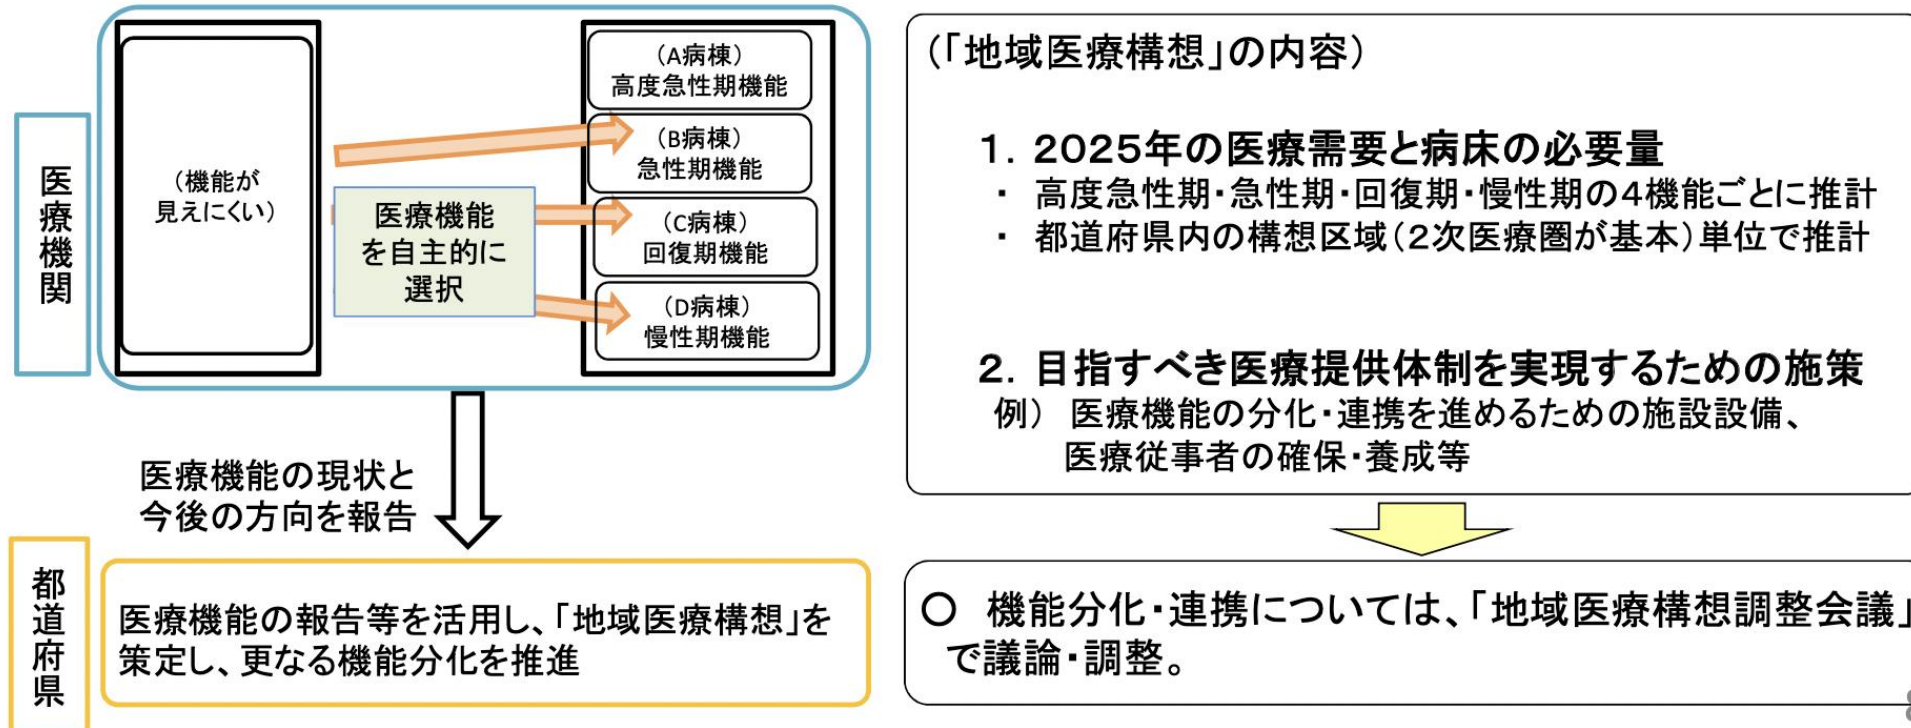 医療機関
(機能が
見えにくい)
医療機能
を自主的に
選択
(A病棟)
高度急性期機能
(B病棟)
急性期機能
(C病棟)
回復期機能
(D病棟)
慢性期機能
医療機能の現状と
今後の方向を報告
都道府県
医療機能の報告等を活用し、「地域医療構想」を
策定し、更なる機能分化を推進
(「地域医療構想」の内容)
1. 2025年の医療需要と病床の必要量
・ 高度急性期・急性期・回復期・慢性期の4機能ごとに推計
・ 都道府県内の構想区域(2次医療圏が基本)単位で推計
2. 目指すべき医療提供体制を実現するための施策
例) 医療機能の分化・連携を進めるための施設設備、
医療従事者の確保・養成等
○ 機能分化・連携については、「地域医療構想調整会議」
で議論・調整。